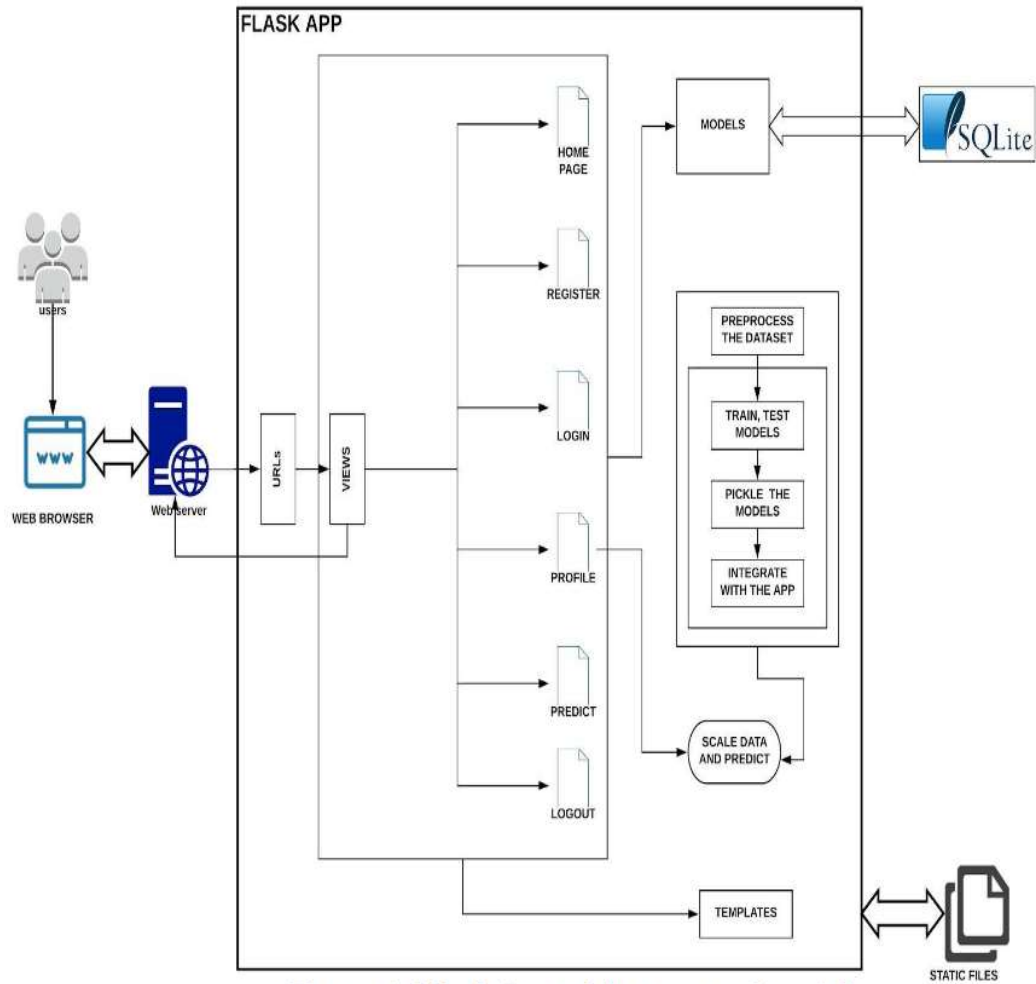 FLASK APP
HOME
PAGE
MODELS
SQLite
REGISTER
users
PREPROCESS
THE DATASET
LOGIN
TRAIN, TEST
MODELS
WWW
WEB BROWSER
Web server
URLs
VIEWS
PICKLE THE
MODELS
PROFILE
INTEGRATE
WITH THE APP
PREDICT
SCALE DATA
AND PREDICT
LOGOUT
TEMPLATES
STATIC FILES